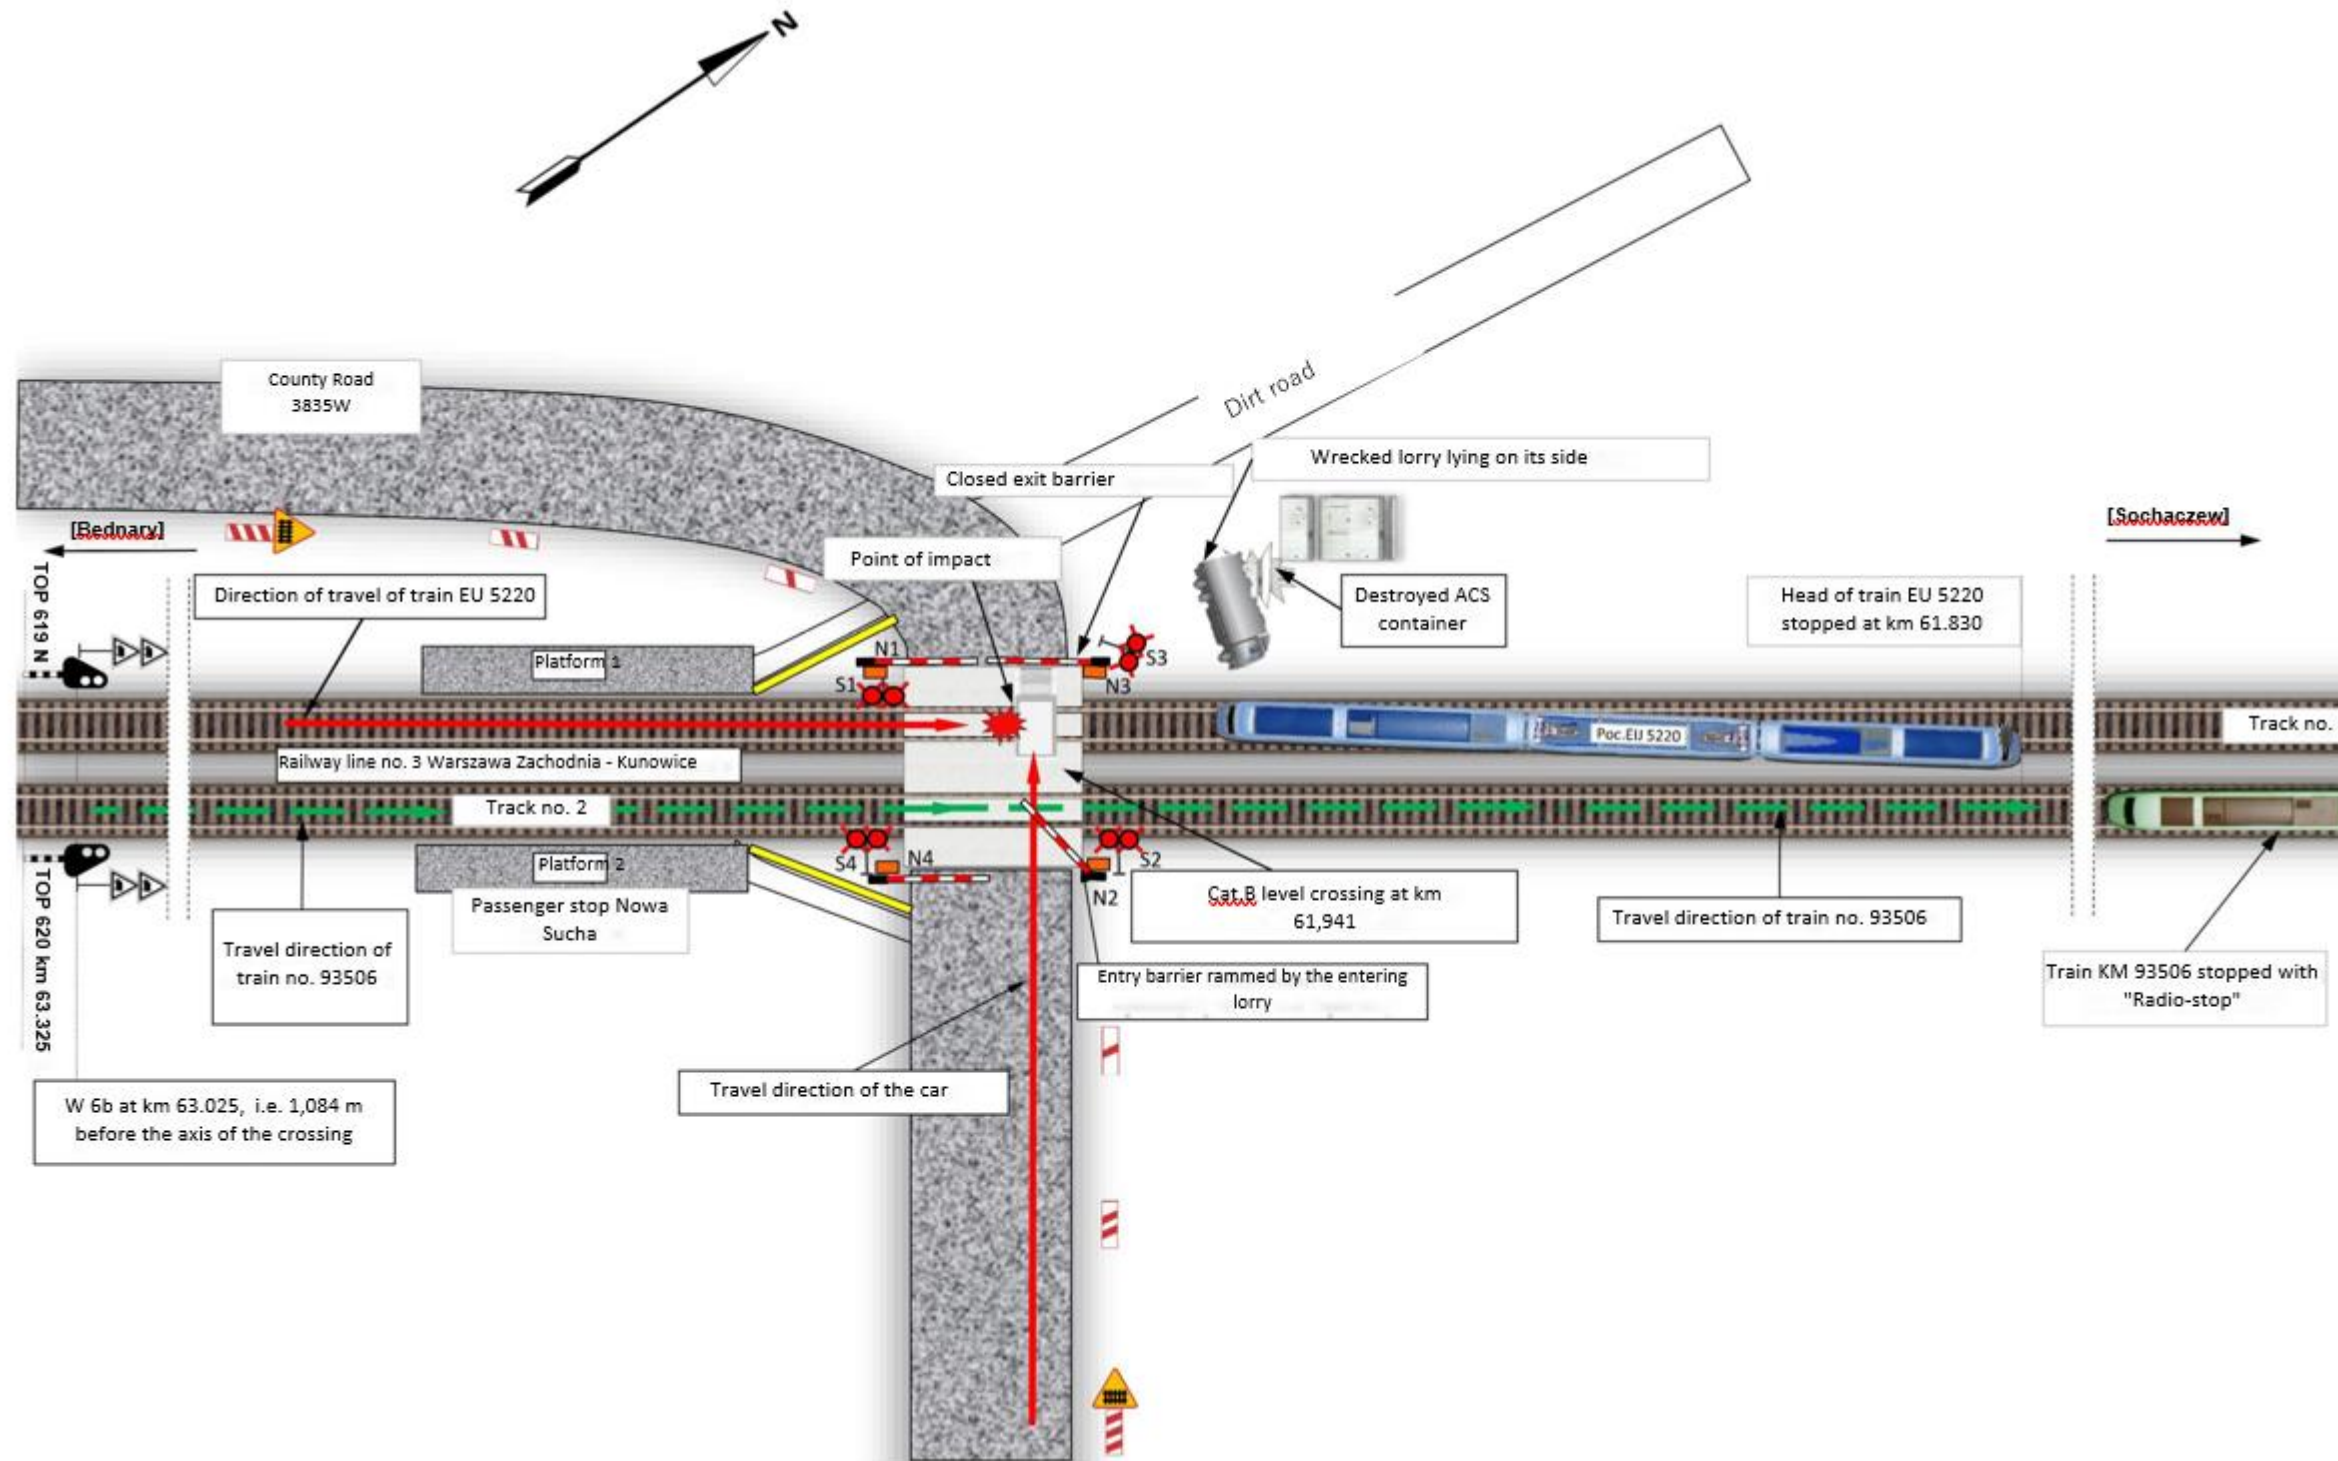 N
County Road
3835W
Dirt road
Wrecked lorry lying on its side
Closed exit barrier
[Bednary]
[Sochaczew]
Point of impact
TOP 619 N
Direction of travel of train EU 5220
Destroyed ACS
container
Head of train EU 5220
stopped at km 61.830
Platform 1
N1
S3
S1
N3
Track no.
Poc.EIJ 5220
Railway line no. 3 Warszawa Zachodnia - Kunowice
Track no. 2
Platform 2
S4
N4
S2
N2
TOP 620 km 63.325
Passenger stop Nowa
Sucha
Cat.B level crossing at km
61,941
Travel direction of train no. 93506
Travel direction of
train no. 93506
Entry barrier rammed by the entering
lorry
Train KM 93506 stopped with
"Radio-stop"
Travel direction of the car
W 6b at km 63.025, i.e. 1,084 m
before the axis of the crossing